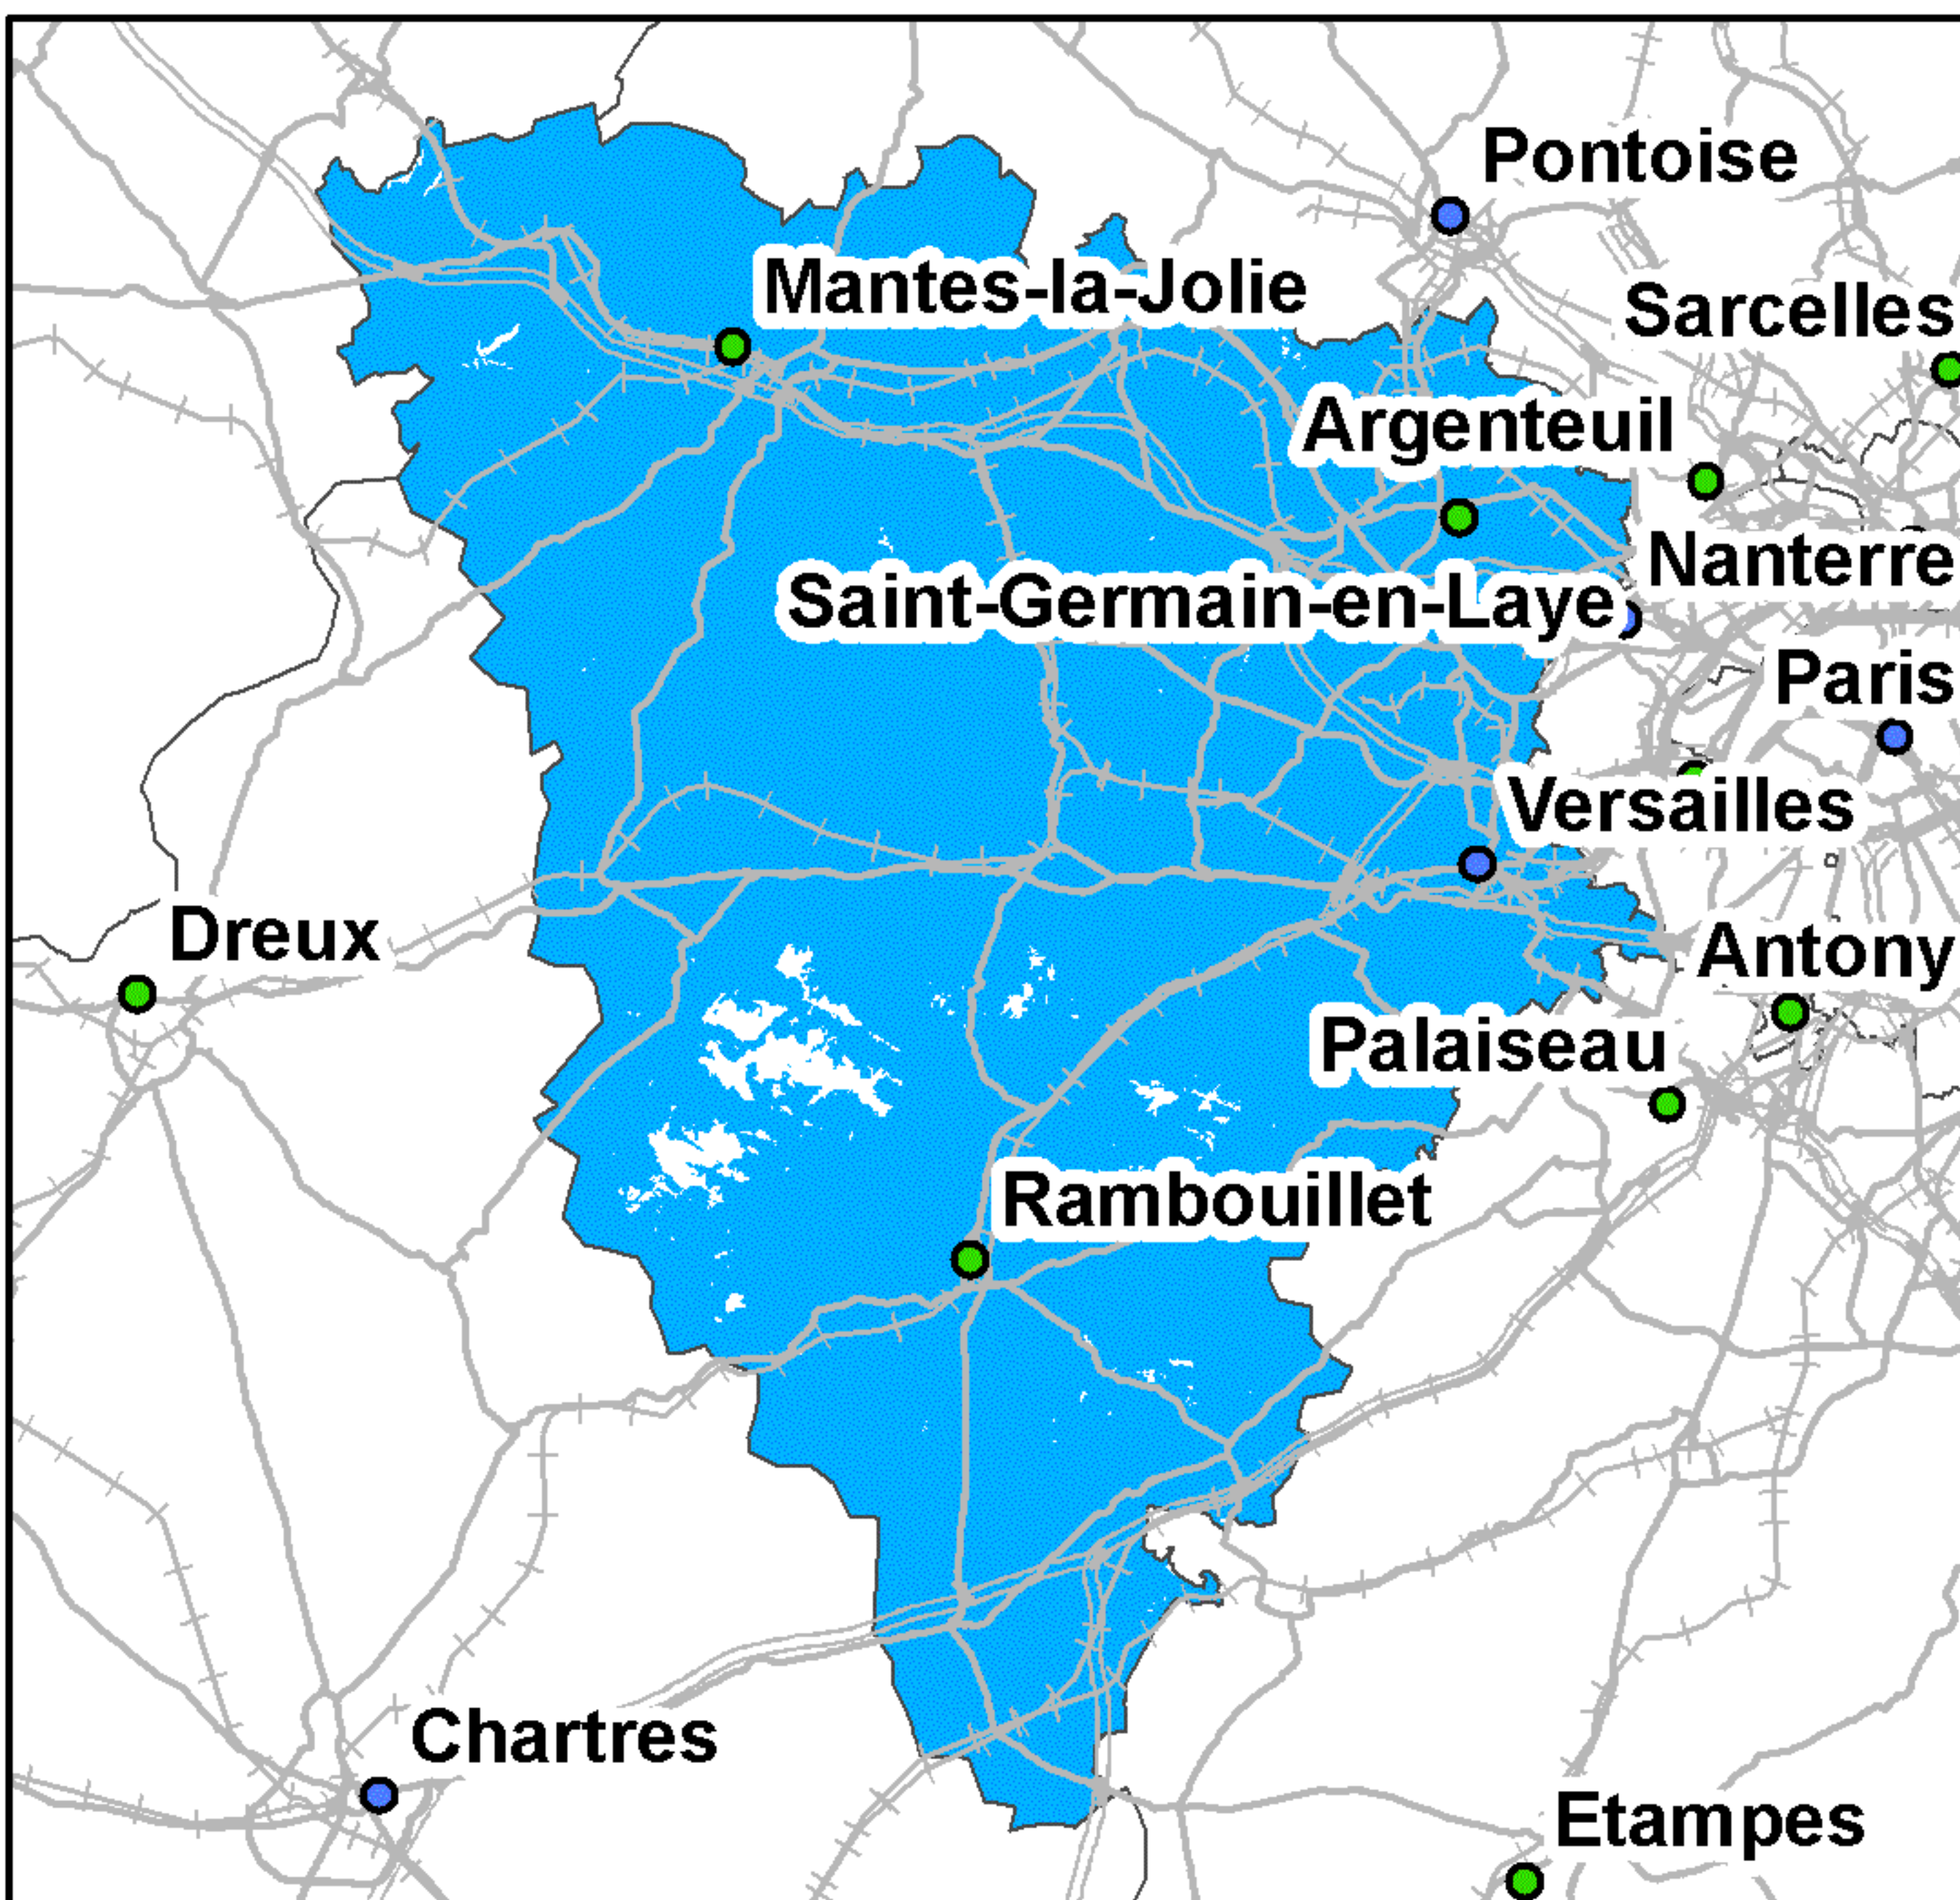 Pontoise
Mantes-la-Jolie
Sarcelles
Argenteuil
Nanterre
Saint-Germain-en-Laye
Paris
Versailles
Dreux
Antony
Palaiseau
Rambouillet
Chartres
Etampes